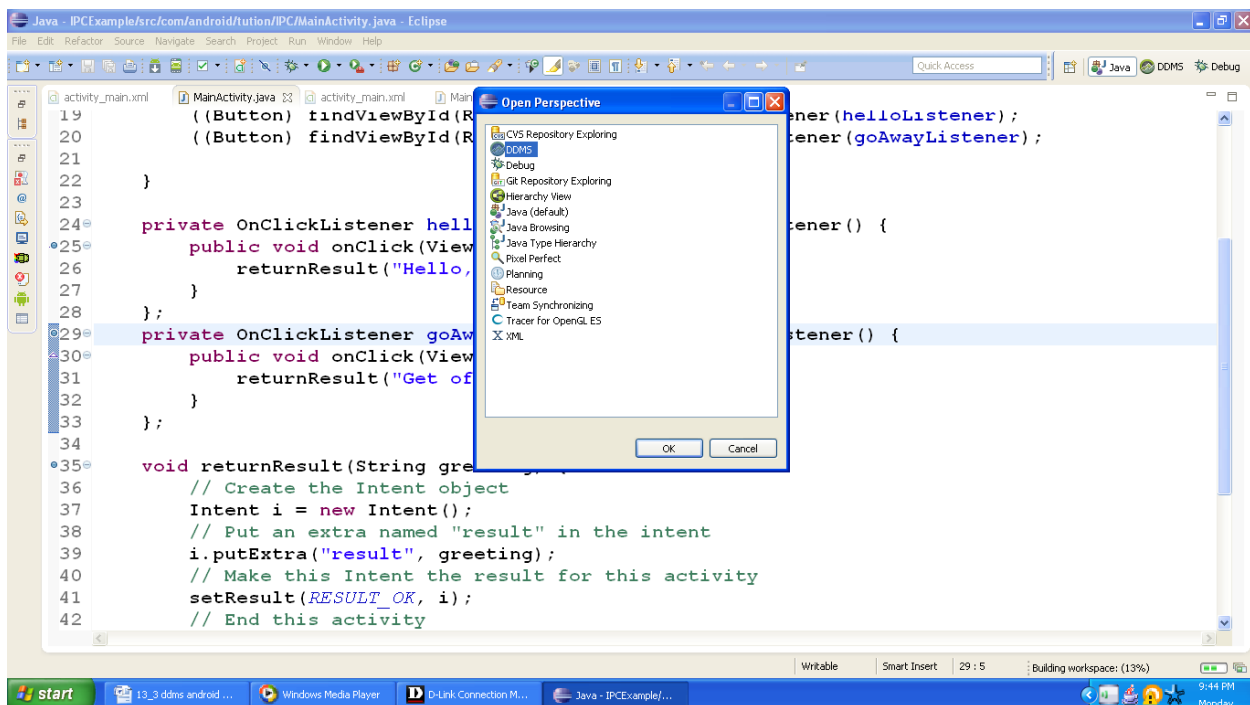 Java - IPCExample/src/com/android/tution/IPC/MainActivity.java - Eclipse
File Edit Refactor Source Navigate Search Project Run Window Help
Quick Access
Java DDMS Debug
activity_main.xml MainActivity.java activity_main.xml Main
Open Perspective
CVS Repository Exploring
DDMS
Debug
Git Repository Exploring
Hierarchy View
Java (default)
Java Browsing
Java Type Hierarchy
Pixel Perfect
Planning
Resource
Team Synchronizing
Tracer for OpenGL ES
XML
OK Cancel
19 ((Button) findViewById(R ener(helloListener);
20 ((Button) findViewById(R tener(goAwayListener);
21
22 }
23
24 private OnClickListener hell tener() {
25 public void onClick(View
26 returnResult("Hello,
27 }
28 };
29 private OnClickListener goAw stener() {
30 public void onClick(View
31 returnResult("Get of
32 }
33 };
34
35 void returnResult(String gre
36 // Create the Intent object
37 Intent i = new Intent();
38 // Put an extra named "result" in the intent
39 i.putExtra("result", greeting);
40 // Make this Intent the result for this activity
41 setResult(RESULT_OK, i);
42 // End this activity
Writable Smart Insert 29 : 5 Building workspace: (13%)
start 13_3 ddms android ... Windows Media Player D-Link Connection M... Java - IPCExample/... 9:44 PM
Monday